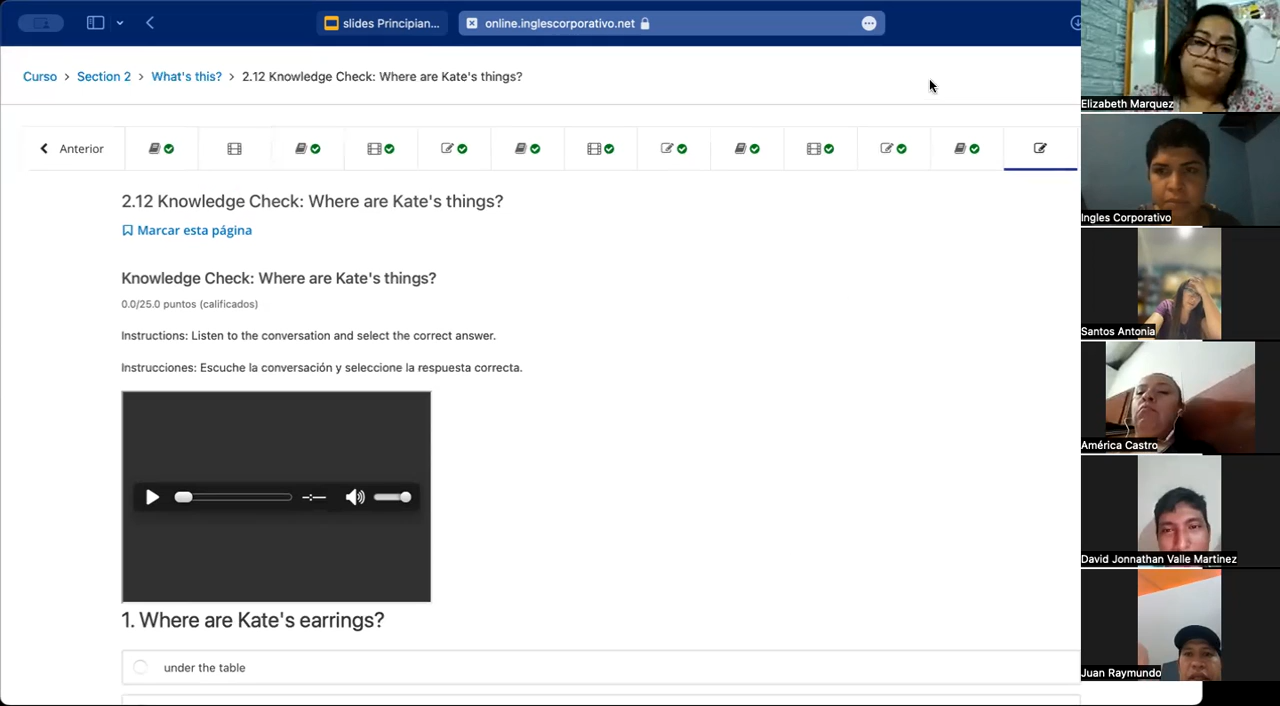 slides Principian...
online.inglescorporativo.net
Curso > Section 2 > What's this? > 2.12 Knowledge Check: Where are Kate's things?
Anterior
2.12 Knowledge Check: Where are Kate's things?
Marcar esta página
Knowledge Check: Where are Kate's things?
0.0/25.0 puntos (calificados)
Instructions: Listen to the conversation and select the correct answer.
Instrucciones: Escuche la conversación y seleccione la respuesta correcta.
1. Where are Kate's earrings?
under the table
Elizabeth Marquez
Ingles Corporativo
Santos Antonia
América Castro
David Jonnathan Valle Martinez
Juan Raymundo